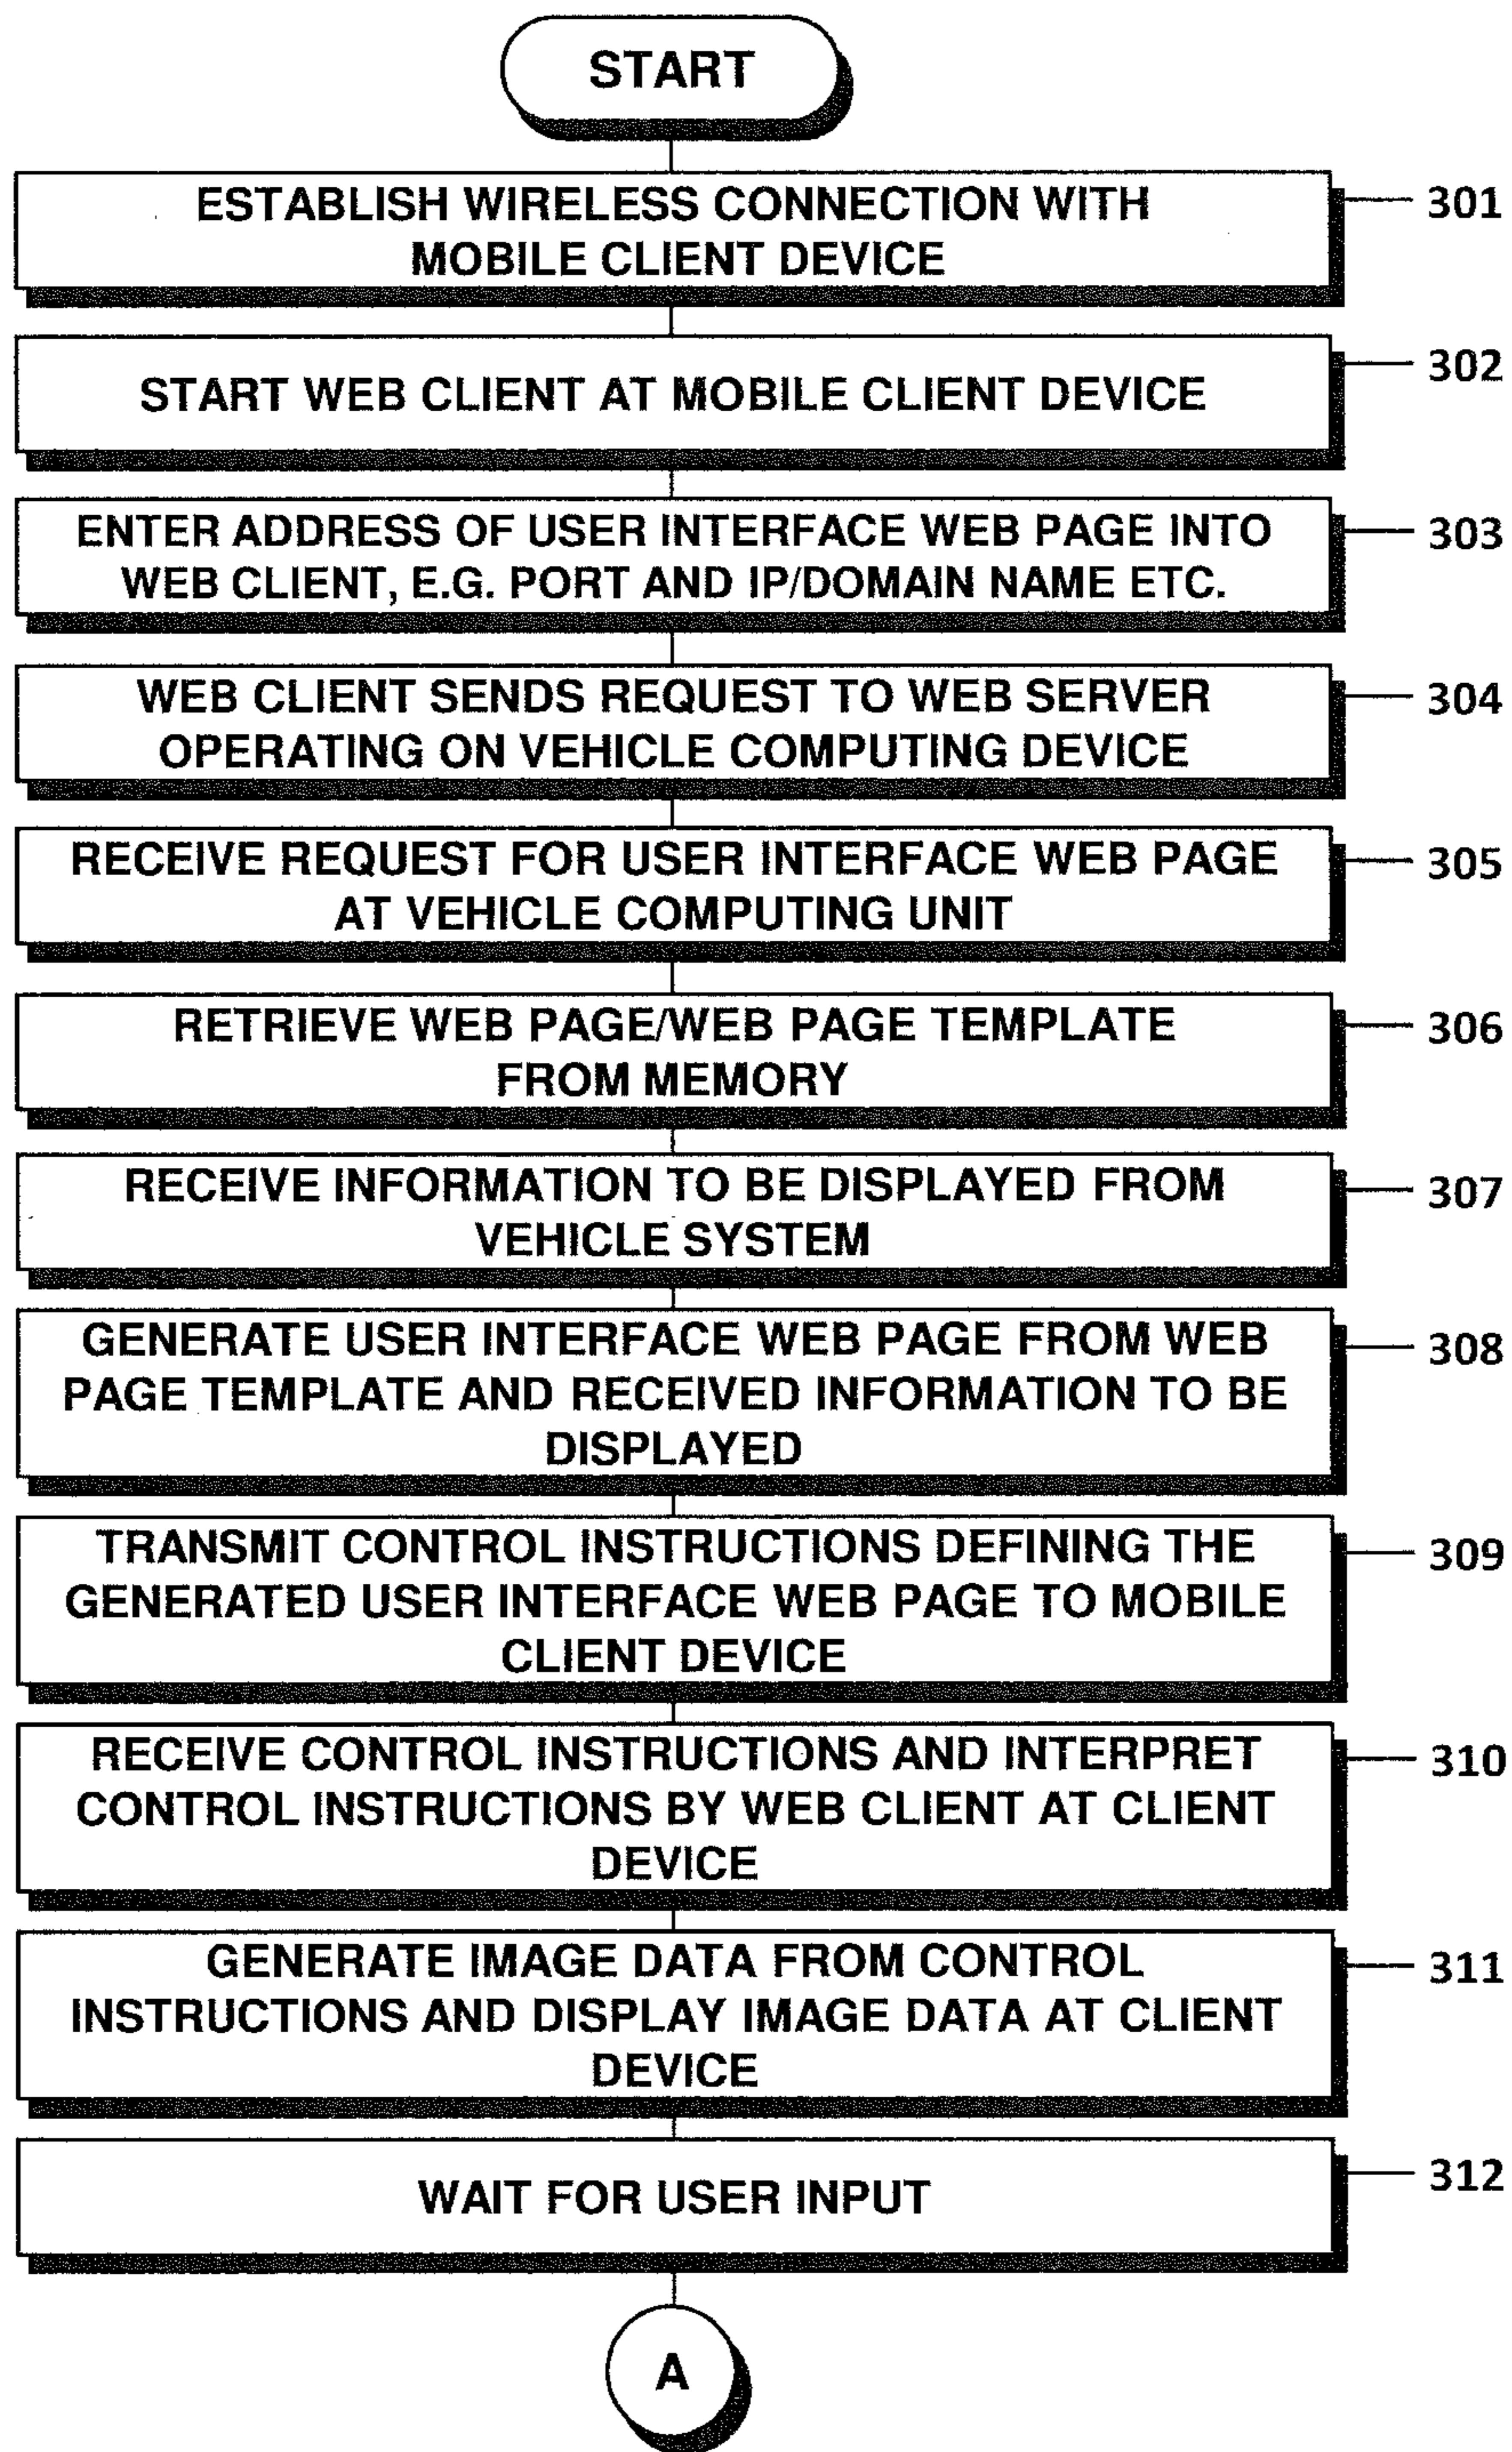 START
ESTABLISH WIRELESS CONNECTION WITH
MOBILE CLIENT DEVICE
301
START WEB CLIENT AT MOBILE CLIENT DEVICE
302
ENTER ADDRESS OF USER INTERFACE WEB PAGE INTO
WEB CLIENT, E.G. PORT AND IP/DOMAIN NAME ETC.
303
WEB CLIENT SENDS REQUEST TO WEB SERVER
OPERATING ON VEHICLE COMPUTING DEVICE
304
RECEIVE REQUEST FOR USER INTERFACE WEB PAGE
AT VEHICLE COMPUTING UNIT
305
RETRIEVE WEB PAGE/WEB PAGE TEMPLATE
FROM MEMORY
306
RECEIVE INFORMATION TO BE DISPLAYED FROM
VEHICLE SYSTEM
307
GENERATE USER INTERFACE WEB PAGE FROM WEB
PAGE TEMPLATE AND RECEIVED INFORMATION TO BE
DISPLAYED
308
TRANSMIT CONTROL INSTRUCTIONS DEFINING THE
GENERATED USER INTERFACE WEB PAGE TO MOBILE
CLIENT DEVICE
309
RECEIVE CONTROL INSTRUCTIONS AND INTERPRET
CONTROL INSTRUCTIONS BY WEB CLIENT AT CLIENT
DEVICE
310
GENERATE IMAGE DATA FROM CONTROL
INSTRUCTIONS AND DISPLAY IMAGE DATA AT CLIENT
DEVICE
311
WAIT FOR USER INPUT
312
A